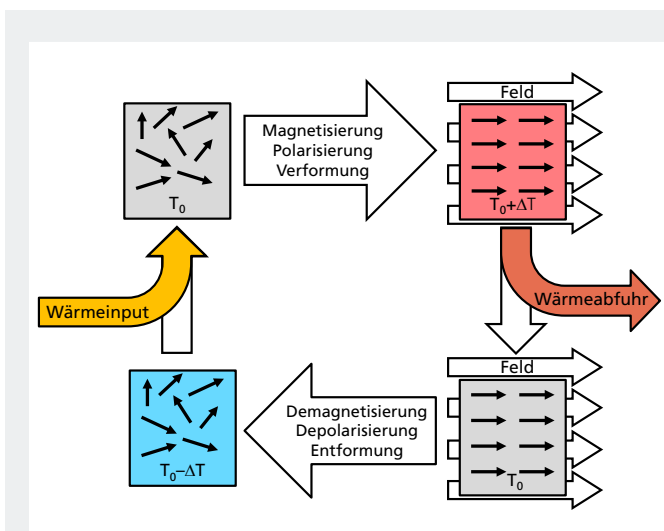 Feld
Magnetisierung
Polarisierung
Verformung
T₀
T₀+ΔT
Wärmeinput
Wärmeabfuhr
Feld
Demagnetisierung
Depolarisierung
Entformung
T₀–ΔT
T₀